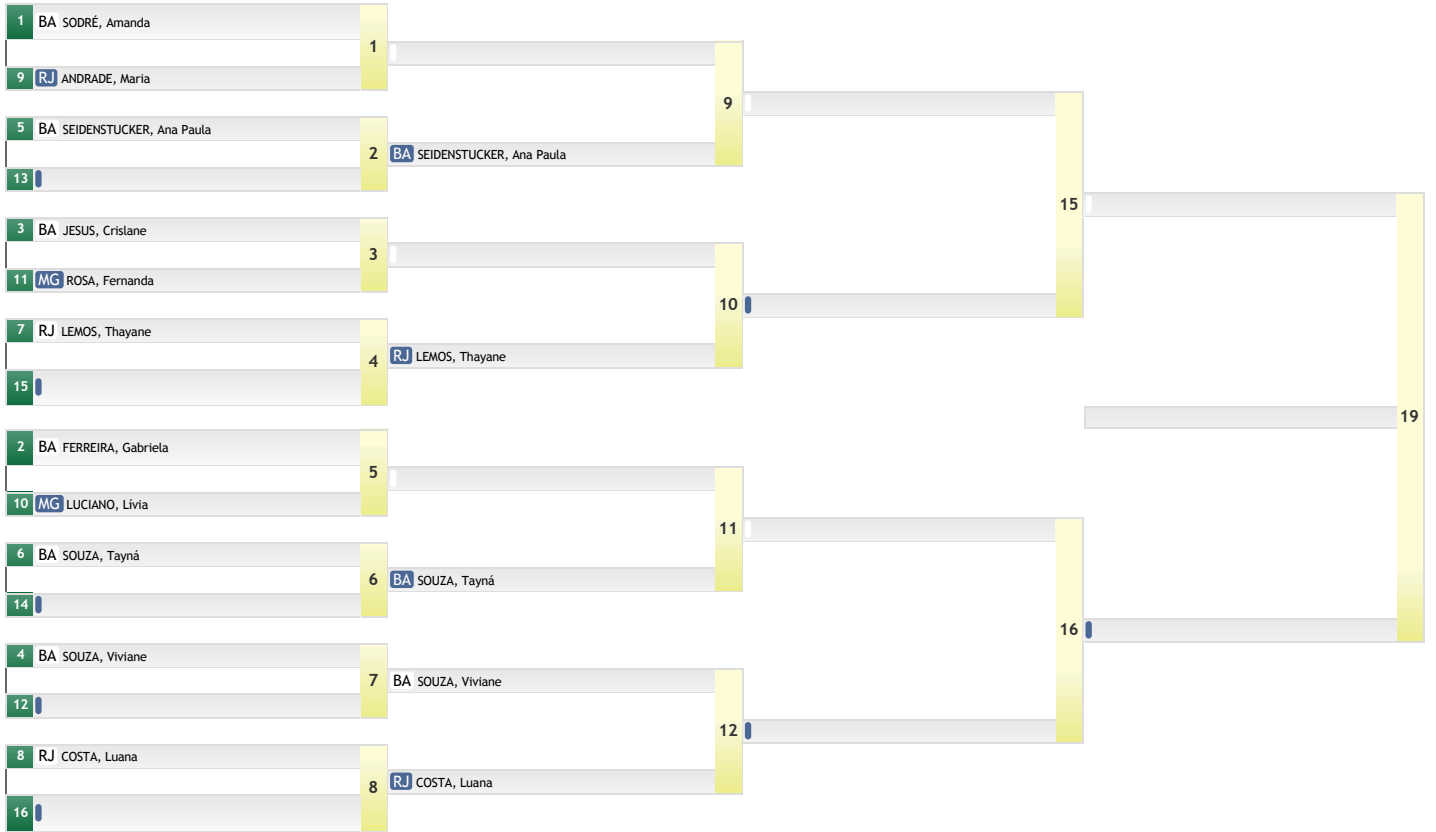 1 BA SODRÉ, Amanda
1
9 RJ ANDRADE, Maria
9
5 BA SEIDENSTUCKER, Ana Paula
2 BA SEIDENSTUCKER, Ana Paula
13
15
3 BA JESUS, Crislane
3
11 MG ROSA, Fernanda
10
7 RJ LEMOS, Thayane
4 RJ LEMOS, Thayane
15
19
2 BA FERREIRA, Gabriela
5
10 MG LUCIANO, Lívia
11
6 BA SOUZA, Tayná
6 BA SOUZA, Tayná
14
16
4 BA SOUZA, Viviane
7 BA SOUZA, Viviane
12
12
8 RJ COSTA, Luana
8 RJ COSTA, Luana
16